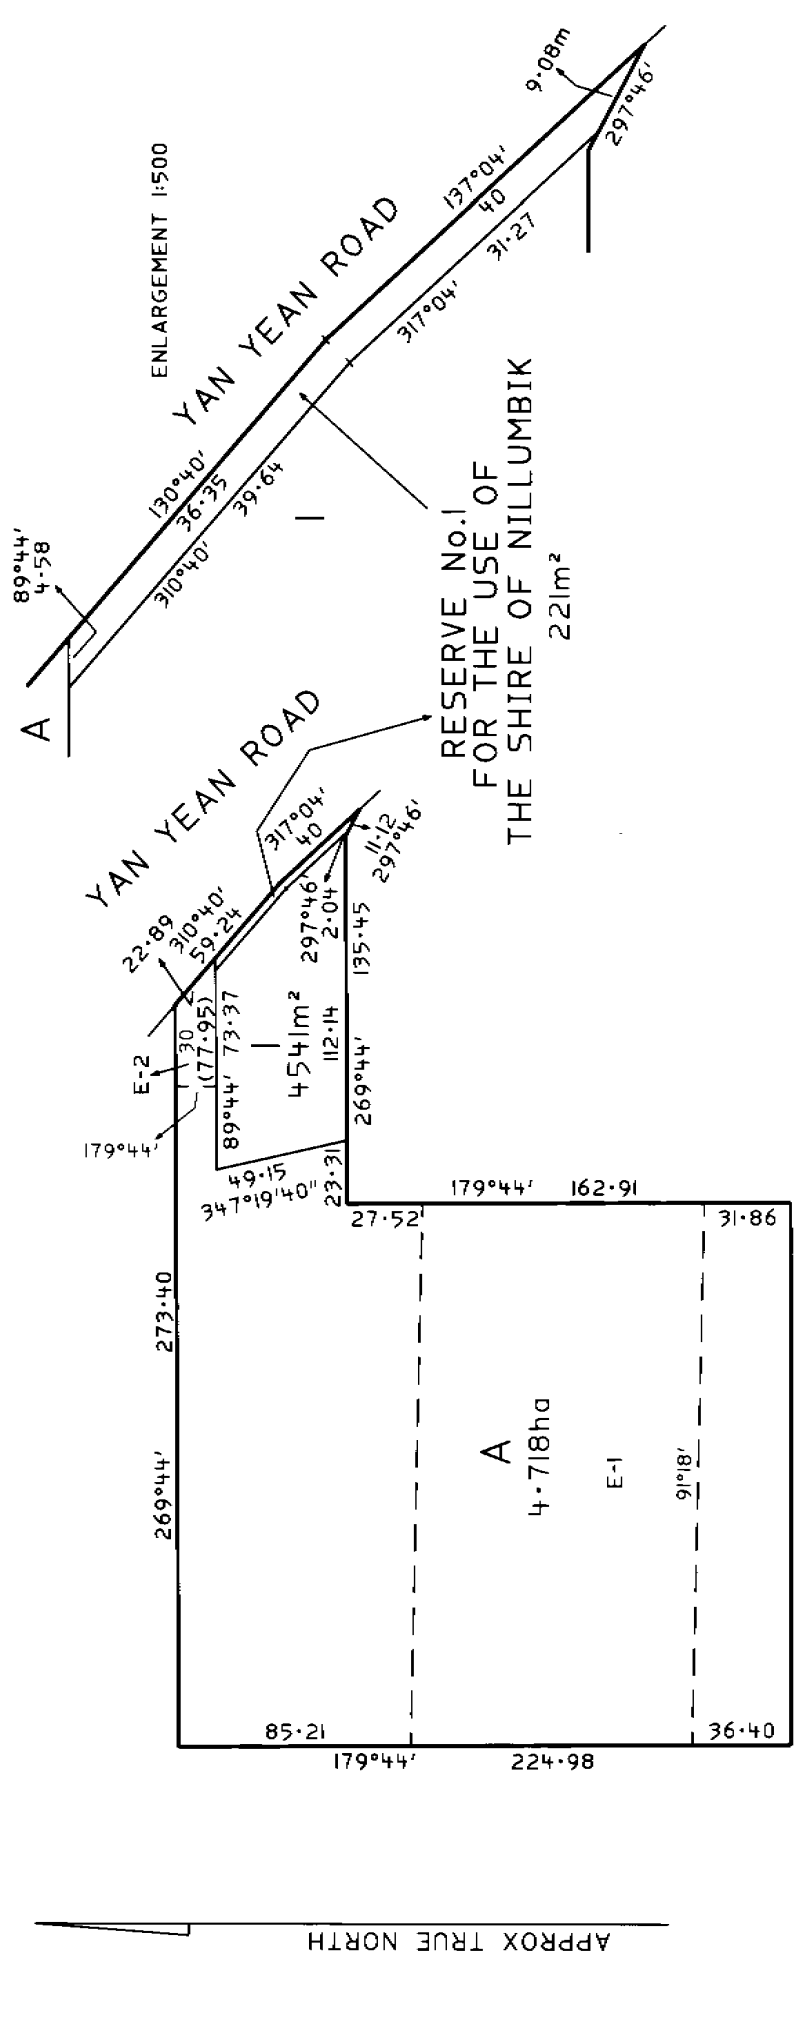 ENLARGEMENT 1:500
9·08m
297°46'
137°04'
40
31·27
317°04'
YAN YEAN ROAD
130°40'
36·35
39·64
310°40'
89°44'
4·58
A
1
RESERVE No.1
FOR THE USE OF
THE SHIRE OF NILLUMBIK
221m²
YAN YEAN ROAD
317°04'
40
11·12
297°46'
22·89
310°40'
59·24
297°46'
2·04
135·45
269°44'
E-2
30
(77·95)
89°44' 73·37
1
4541m²
112·14
179°44'
49·15
347°19'40"
23·31
27·52
179°44' 162·91
31·86
269°44' 273·40
A
4·718ha
E-1
91°18'
85·21
36·40
179°44' 224·98
APPROX TRUE NORTH